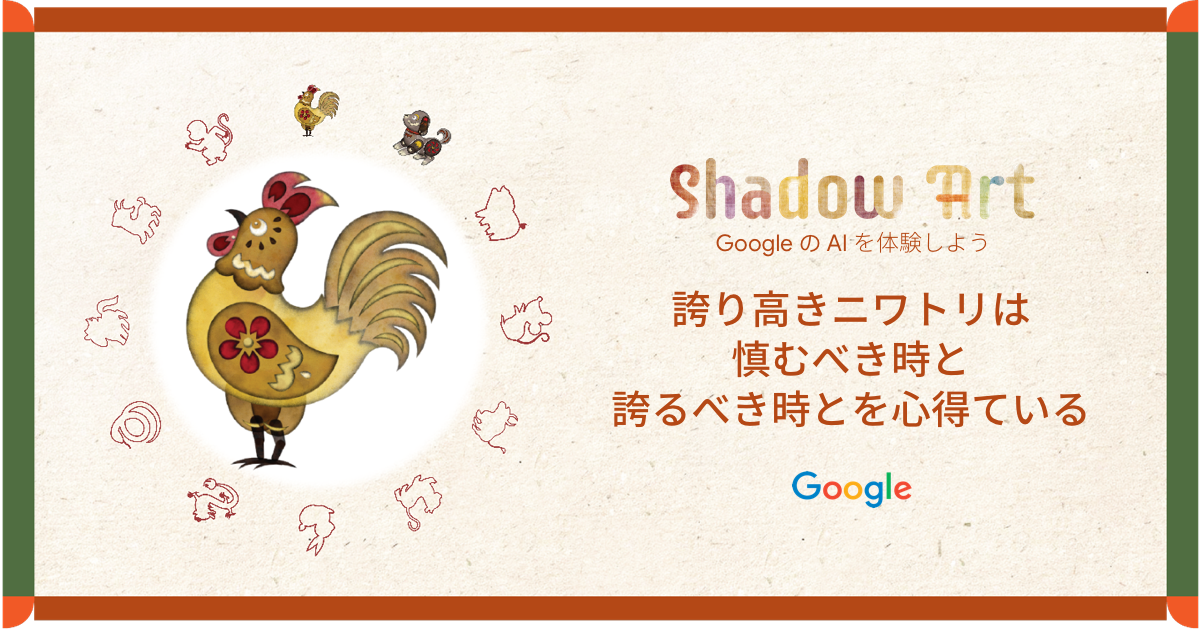 Shadow Art
Google の AI を体験しよう
誇り高きニワトリは
慎むべき時と
誇るべき時とを心得ている
Google